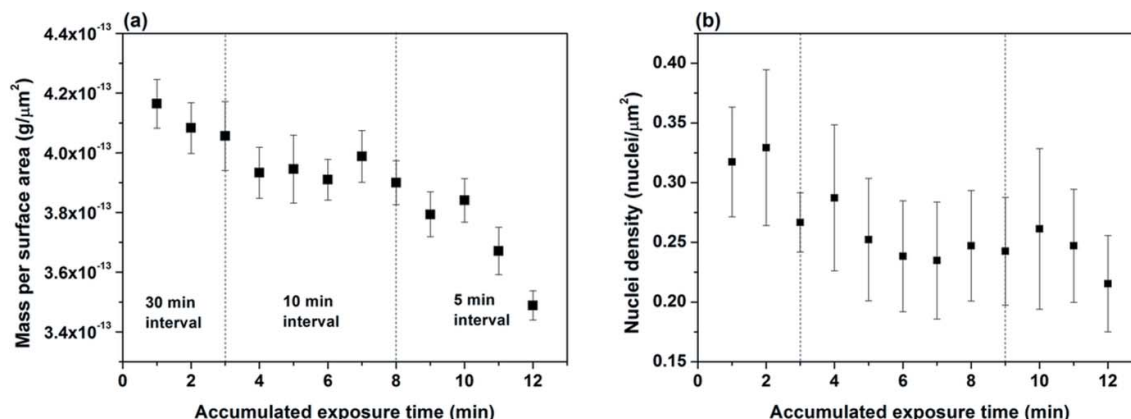 (a)
Mass per surface area (g/μm²)
4.4x10⁻¹³
4.2x10⁻¹³
4.0x10⁻¹³
3.8x10⁻¹³
3.6x10⁻¹³
3.4x10⁻¹³
30 min
interval
10 min
interval
5 min
interval
0 2 4 6 8 10 12
Accumulated exposure time (min)
(b)
Nuclei density (nuclei/μm²)
0.40
0.35
0.30
0.25
0.20
0.15
0 2 4 6 8 10 12
Accumulated exposure time (min)